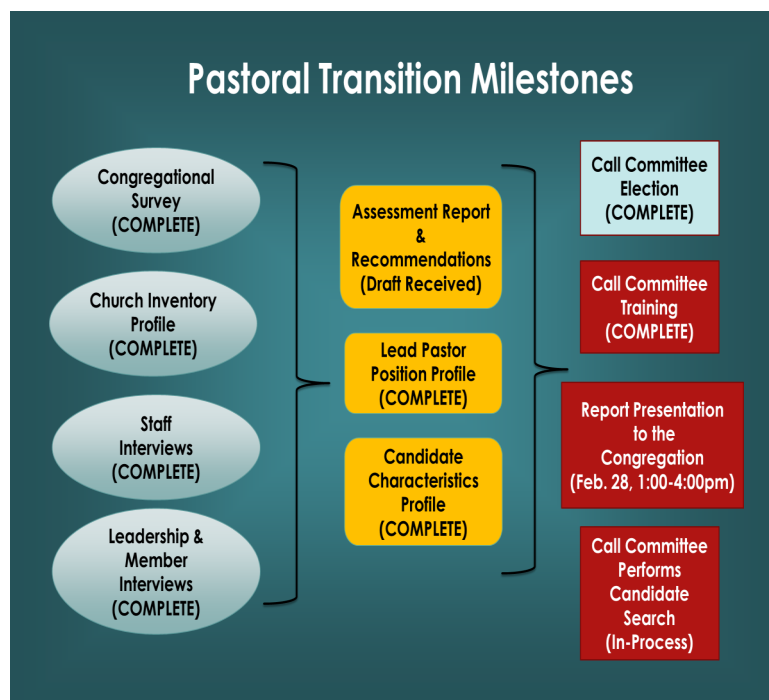 Pastoral Transition Milestones
Congregational
Survey
(COMPLETE)
Church Inventory
Profile
(COMPLETE)
Staff
Interviews
(COMPLETE)
Leadership &
Member
Interviews
(COMPLETE)
Assessment Report
&
Recommendations
(Draft Received)
Lead Pastor
Position Profile
(COMPLETE)
Candidate
Characteristics
Profile
(COMPLETE)
Call Committee
Election
(COMPLETE)
Call Committee
Training
(COMPLETE)
Report Presentation
to the
Congregation
(Feb. 28, 1:00-4:00pm)
Call Committee
Performs
Candidate
Search
(In-Process)